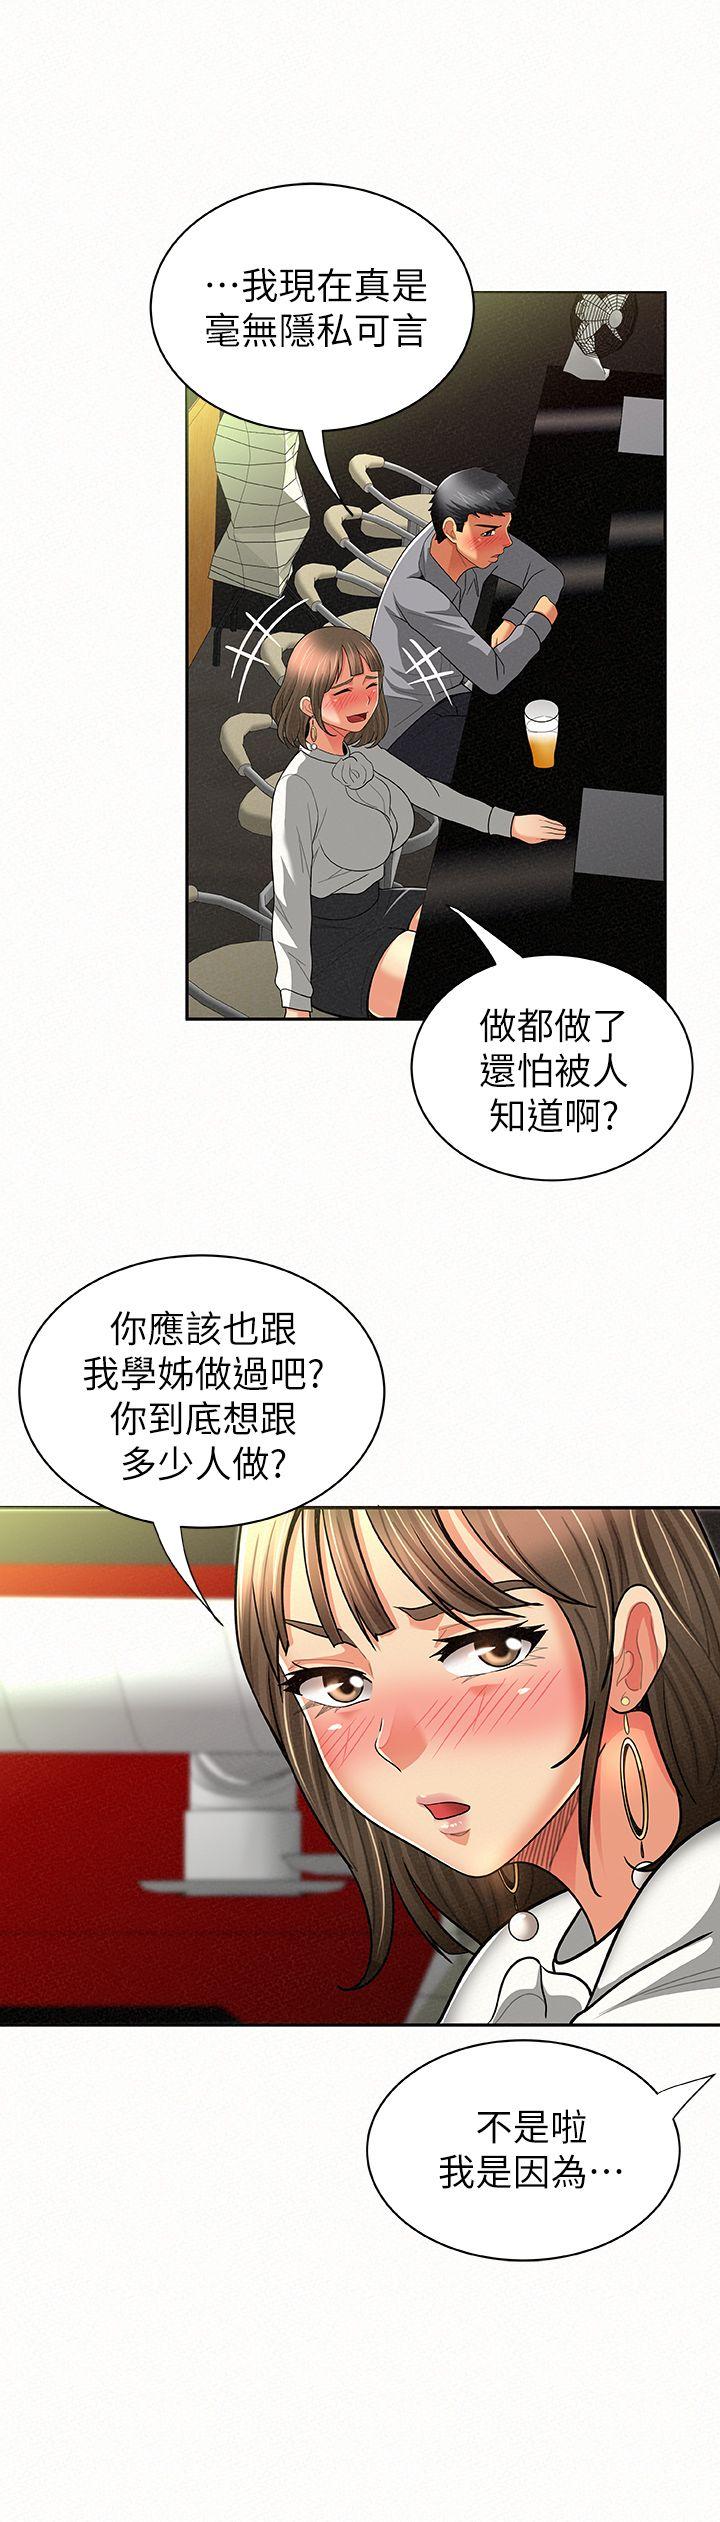 ⋯我現在真是
毫無隱私可言
做都做了
還怕被人
知道啊?
你應該也跟
我學姊做過吧?
你到底想跟
多少人做?
不是啦
我是因為⋯